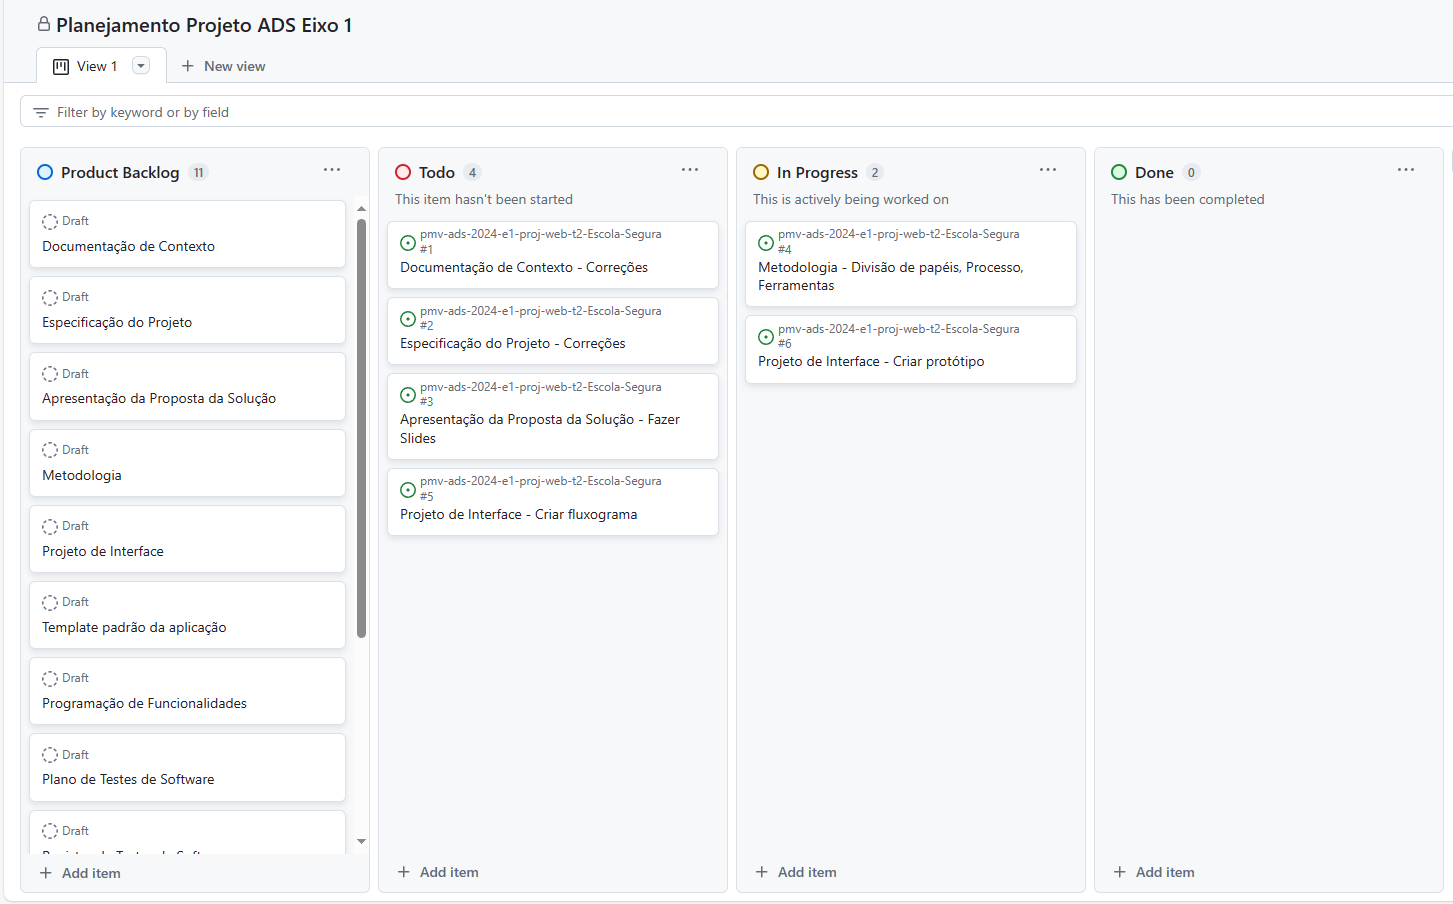 Planejamento Projeto ADS Eixo 1
View 1
New view
Filter by keyword or by field
Product Backlog 11
Draft
Documentação de Contexto
Draft
Especificação do Projeto
Draft
Apresentação da Proposta da Solução
Draft
Metodologia
Draft
Projeto de Interface
Draft
Template padrão da aplicação
Draft
Programação de Funcionalidades
Draft
Plano de Testes de Software
Draft
Add item
Todo 4
This item hasn't been started
pmv-ads-2024-e1-proj-web-t2-Escola-Segura
#1
Documentação de Contexto - Correções
pmv-ads-2024-e1-proj-web-t2-Escola-Segura
#2
Especificação do Projeto - Correções
pmv-ads-2024-e1-proj-web-t2-Escola-Segura
#3
Apresentação da Proposta da Solução - Fazer
Slides
pmv-ads-2024-e1-proj-web-t2-Escola-Segura
#5
Projeto de Interface - Criar fluxograma
Add item
In Progress 2
This is actively being worked on
pmv-ads-2024-e1-proj-web-t2-Escola-Segura
#4
Metodologia - Divisão de papéis, Processo,
Ferramentas
pmv-ads-2024-e1-proj-web-t2-Escola-Segura
#6
Projeto de Interface - Criar protótipo
Add item
Done 0
This has been completed
Add item